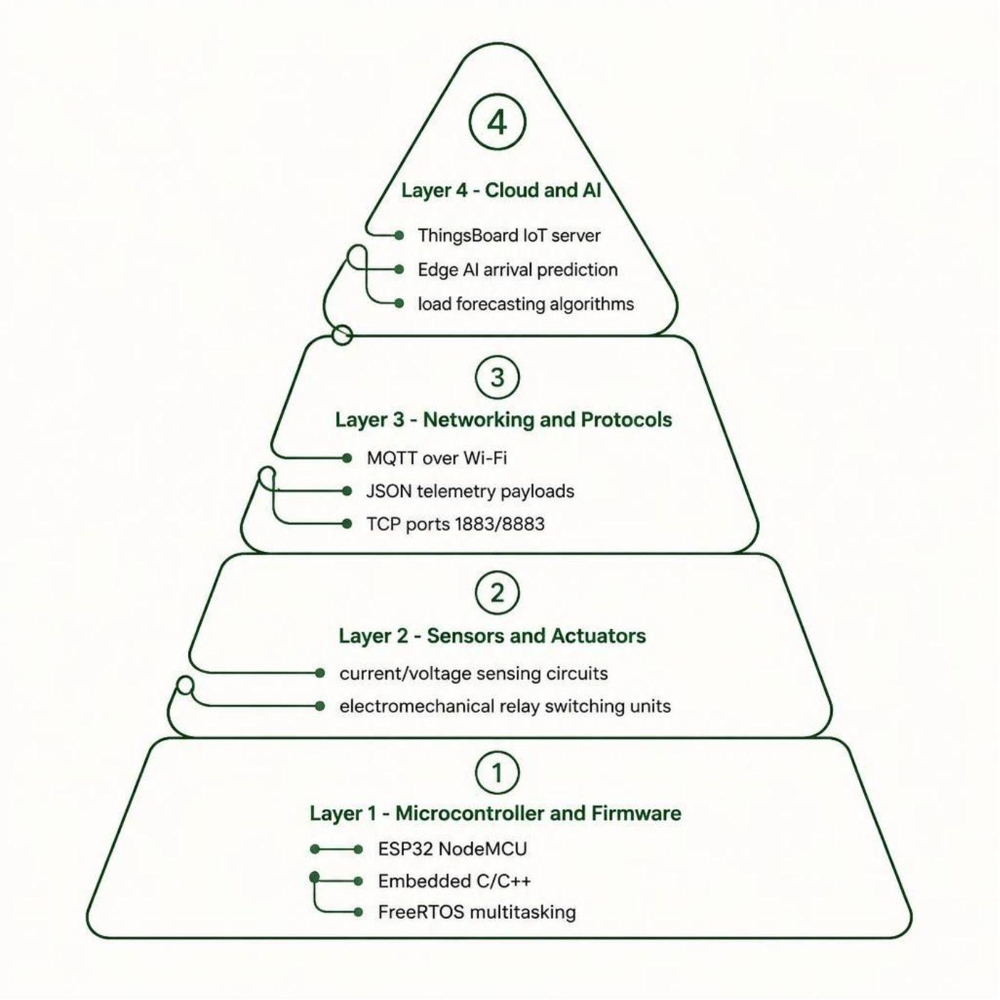 4
Layer 4 - Cloud and AI
ThingsBoard IoT server
Edge AI arrival prediction
load forecasting algorithms
3
Layer 3 - Networking and Protocols
MQTT over Wi-Fi
JSON telemetry payloads
TCP ports 1883/8883
2
Layer 2 - Sensors and Actuators
current/voltage sensing circuits
electromechanical relay switching units
1
Layer 1 - Microcontroller and Firmware
ESP32 NodeMCU
Embedded C/C++
FreeRTOS multitasking